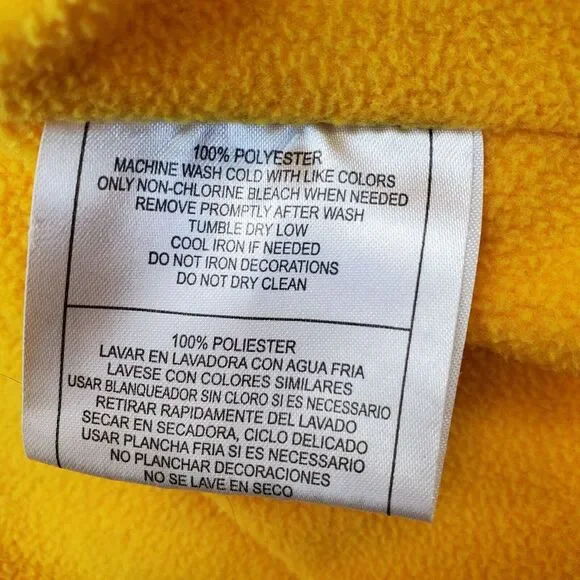 100% POLYESTER
MACHINE WASH COLD WITH LIKE COLORS
ONLY NON-CHLORINE BLEACH WHEN NEEDED
REMOVE PROMPTLY AFTER WASH
TUMBLE DRY LOW
COOL IRON IF NEEDED
DO NOT IRON DECORATIONS
DO NOT DRY CLEAN
100% POLIESTER
LAVAR EN LAVADORA CON AGUA FRIA
LAVESE CON COLORES SIMILARES
USAR BLANQUEADOR SIN CLORO SI ES NECESSARIO
RETIRAR RAPIDAMENTE DEL LAVADO
SECAR EN SECADORA, CICLO DELICADO
USAR PLANCHA FRIA SI ES NECESSARIO
NO PLANCHAR DECORACIONES
NO SE LAVE EN SECO